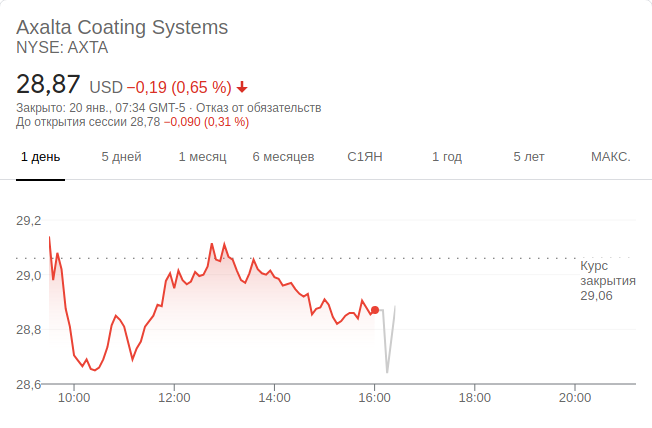 Axalta Coating Systems
NYSE: AXTA
28,87 USD −0,19 (0,65 %)
Закрыто: 20 янв., 07:34 GMT-5 · Отказ от обязательств
До открытия сессии 28,78 −0,090 (0,31 %)
1 день 5 дней 1 месяц 6 месяцев С1ЯН 1 год 5 лет МАКС.
29,2
Курс
29,0
закрытия
29,06
28,8
28,6
10:00 12:00 14:00 16:00 18:00 20:00